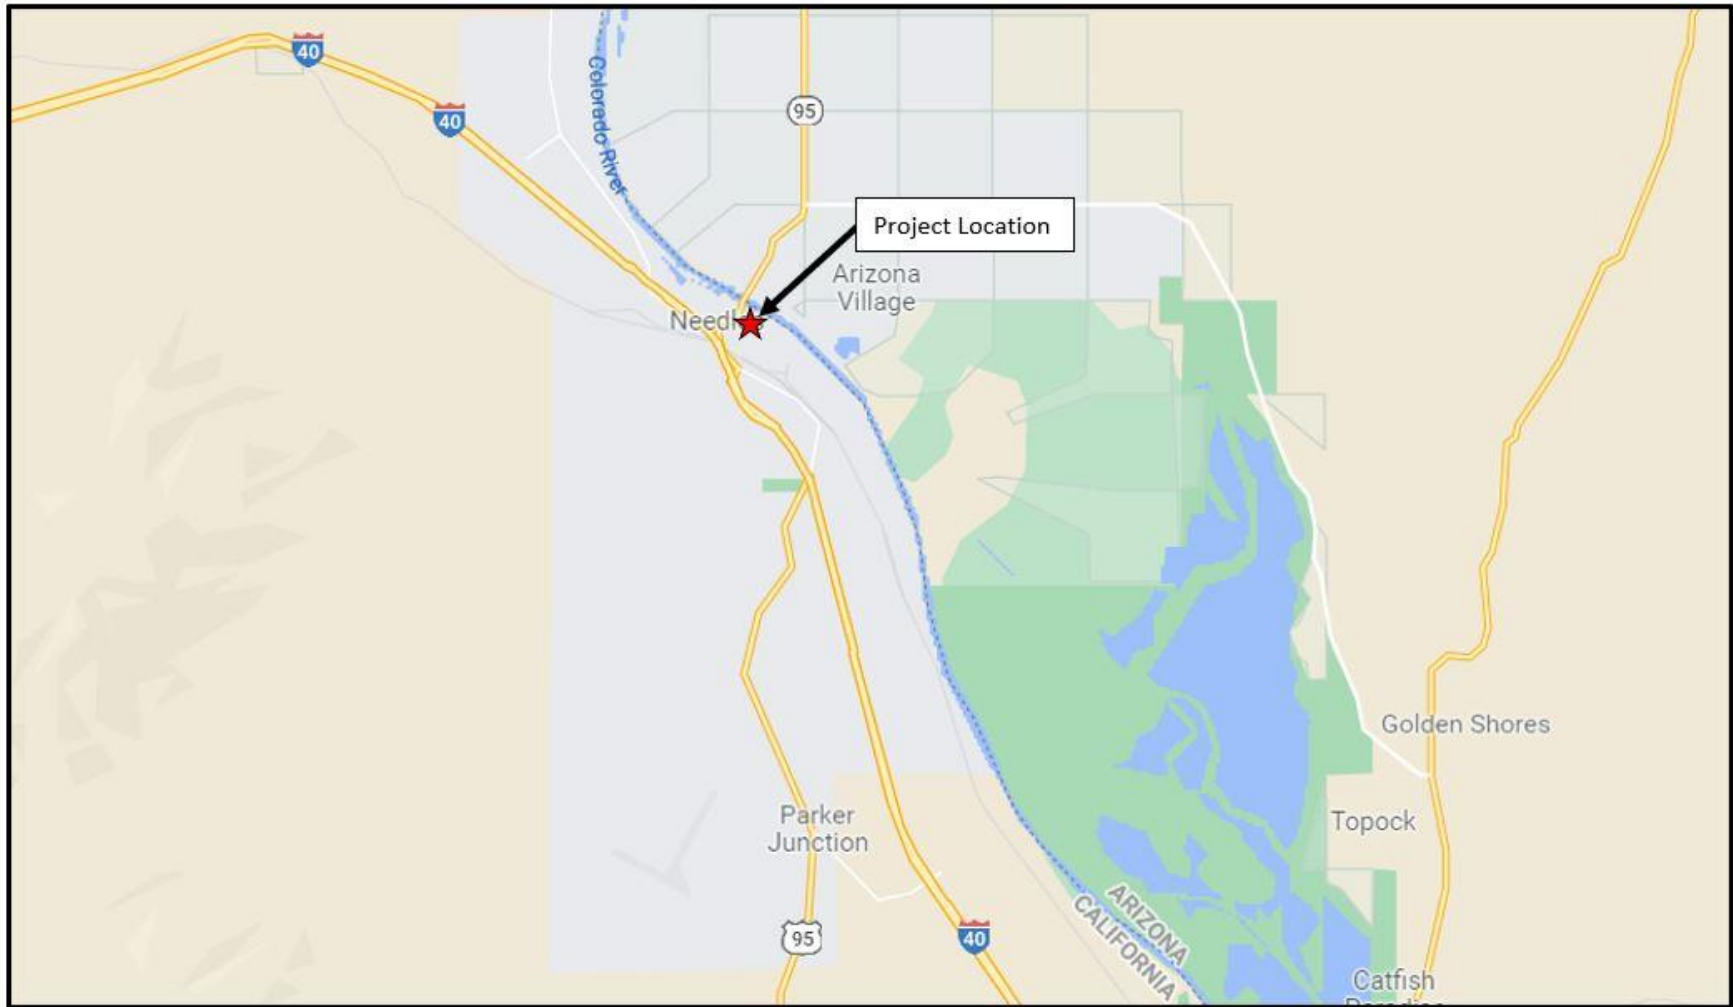 40
40
Colorado River
95
Project Location
Arizona
Village
Golden Shores
Parker
Junction
Topock
95
40
ARIZONA
CALIFORNIA
Catfish